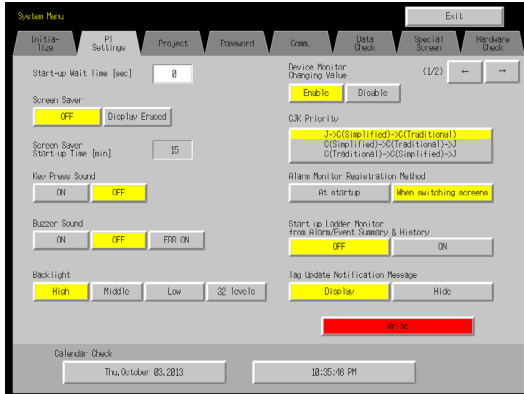 System Menu
Exit
Initia-
lize
PI
Settings
Project
Password
Comm.
Data
Check
Special
Screen
Hardware
Check
Start-up Wait Time [sec]
0
Screen Saver
OFF
Display Erased
Screen Saver
Start up Time [min]
15
Key Press Sound
ON
OFF
Buzzer Sound
ON
OFF
ERR ON
Backlight
High
Middle
Low
32 levels
Device Monitor
Changing Value
(1/2)
←
→
Enable
Disable
CJK Priority
J->C(Simplified)->C(Traditional)
C(Simplified)->C(Traditional)->J
C(Traditional)->C(Simplified)->J
Alarm Monitor Registration Method
At startup
When switching screens
Start up Ladder Monitor
from Alarm/Event Summary & History
OFF
ON
Tag Update Notification Message
Display
Hide
Write
Calendar Check
Thu,October 03.2013
10:35:46 PM